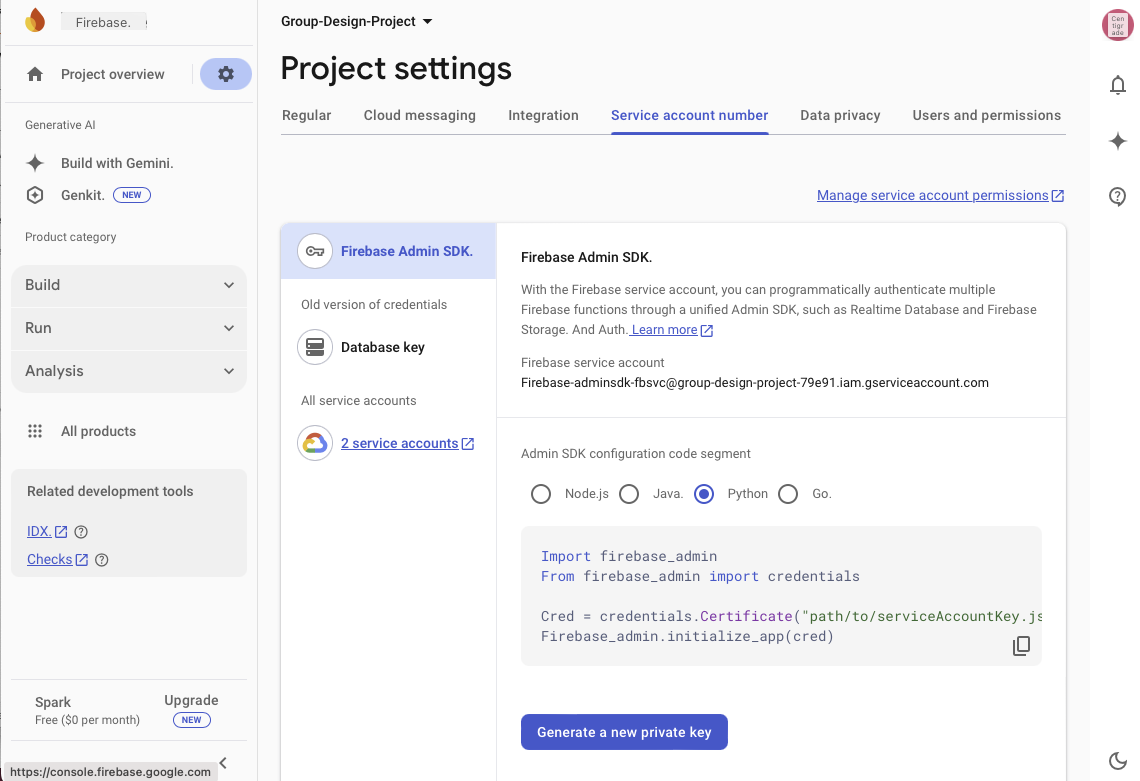 Firebase.
Group-Design-Project
Cen
tigr
ade
Project overview
Project settings
Regular
Cloud messaging
Integration
Service account number
Data privacy
Users and permissions
Generative AI
Build with Gemini.
Genkit.
NEW
Product category
Build
Run
Analysis
All products
Related development tools
IDX.
Checks
Spark
Free ($0 per month)
Upgrade
NEW
https://console.firebase.google.com
Manage service account permissions
Firebase Admin SDK.
Old version of credentials
Database key
All service accounts
2 service accounts
Firebase Admin SDK.
With the Firebase service account, you can programmatically authenticate multiple
Firebase functions through a unified Admin SDK, such as Realtime Database and Firebase
Storage. And Auth. Learn more
Firebase service account
Firebase-adminsdk-fbsvc@group-design-project-79e91.iam.gserviceaccount.com
Admin SDK configuration code segment
Node.js
Java.
Python
Go.
Import firebase_admin
From firebase_admin import credentials
Cred = credentials.Certificate("path/to/serviceAccountKey.js
Firebase_admin.initialize_app(cred)
Generate a new private key